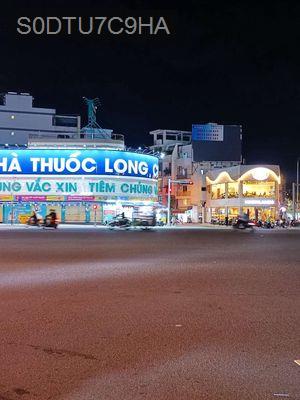 S0DTU7C9HA
HÀ THUỐC LONG C
UNG VẮC XIN TIÊM CHỦNG